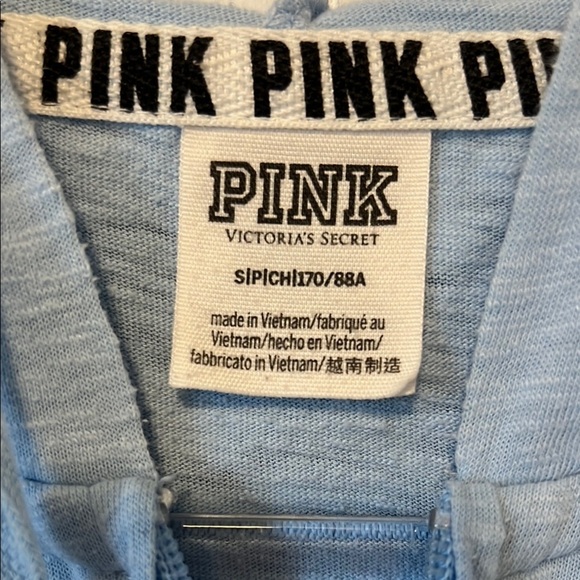 PINK PINK PI
PINK
VICTORIA'S SECRET
S|P|CH|170/88A
made in Vietnam/fabriqué au
Vietnam/hecho en Vietnam/
fabbricato in Vietnam/越南制造